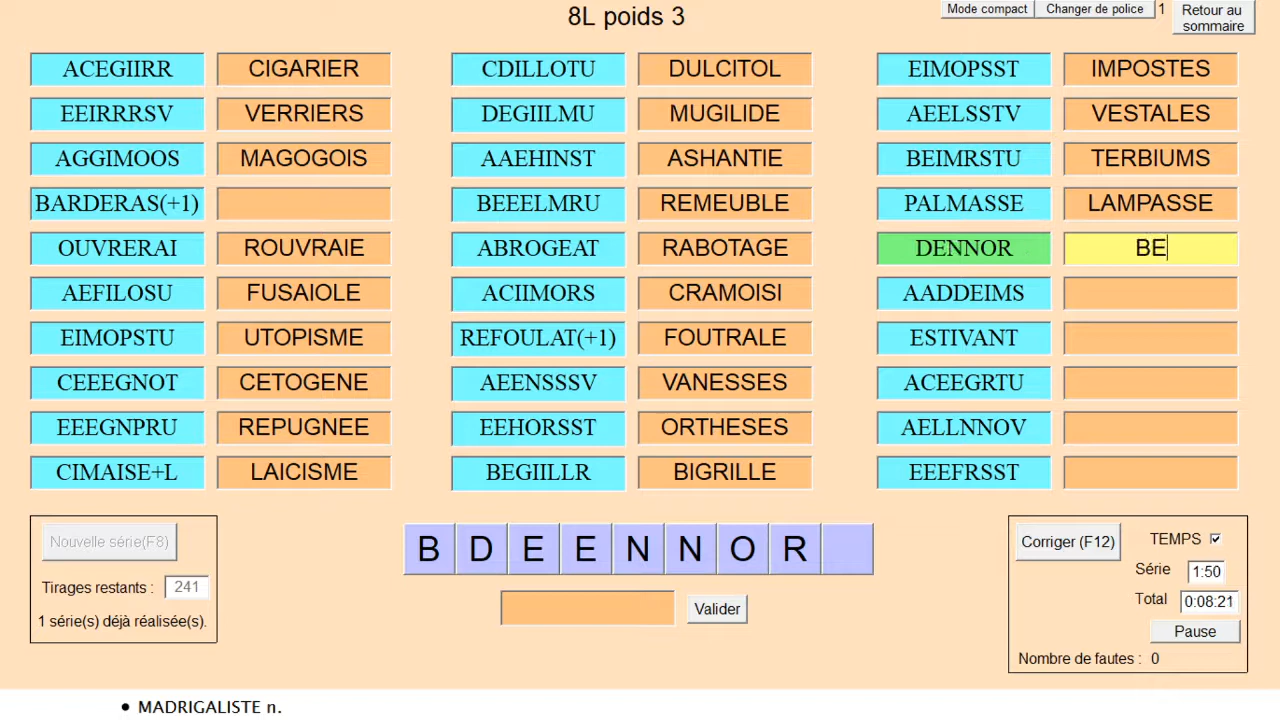 8L poids 3
Mode compact Changer de police 1 Retour au sommaire
ACEGIIRR CIGARIER CDILLOTU DULCITOL EIMOPSST IMPOSTES
EEIRRRSV VERRIERS DEGIILMU MUGILIDE AEELSSTV VESTALES
AGGIMOOS MAGOGOIS AAEHINST ASHANTIE BEIMRSTU TERBIUMS
BARDERAS(+1) BEEELMRU REMEUBLE PALMASSE LAMPASSE
OUVRERAI ROUVRAIE ABROGEAT RABOTAGE DENNOR BE
AEFILOSU FUSAIOLE ACIIMORS CRAMOISI AADDEIMS
EIMOPSTU UTOPISME REFOULAT(+1) FOUTRALE ESTIVANT
CEEEGNOT CETOGENE AEENSSSV VANESSES ACEEGRTU
EEEGNPRU REPUGNEE EEHORSST ORTHESES AELLNNOV
CIMAISE+L LAICISME BEGIILLR BIGRILLE EEEFRSST
Nouvelle série(F8)
Tirages restants : 241
1 série(s) déjà réalisée(s).
B D E E N N O R
Valider
Corriger (F12) TEMPS
Série 1:50
Total 0:08:21
Pause
Nombre de fautes : 0
• MADRIGALISTE n.